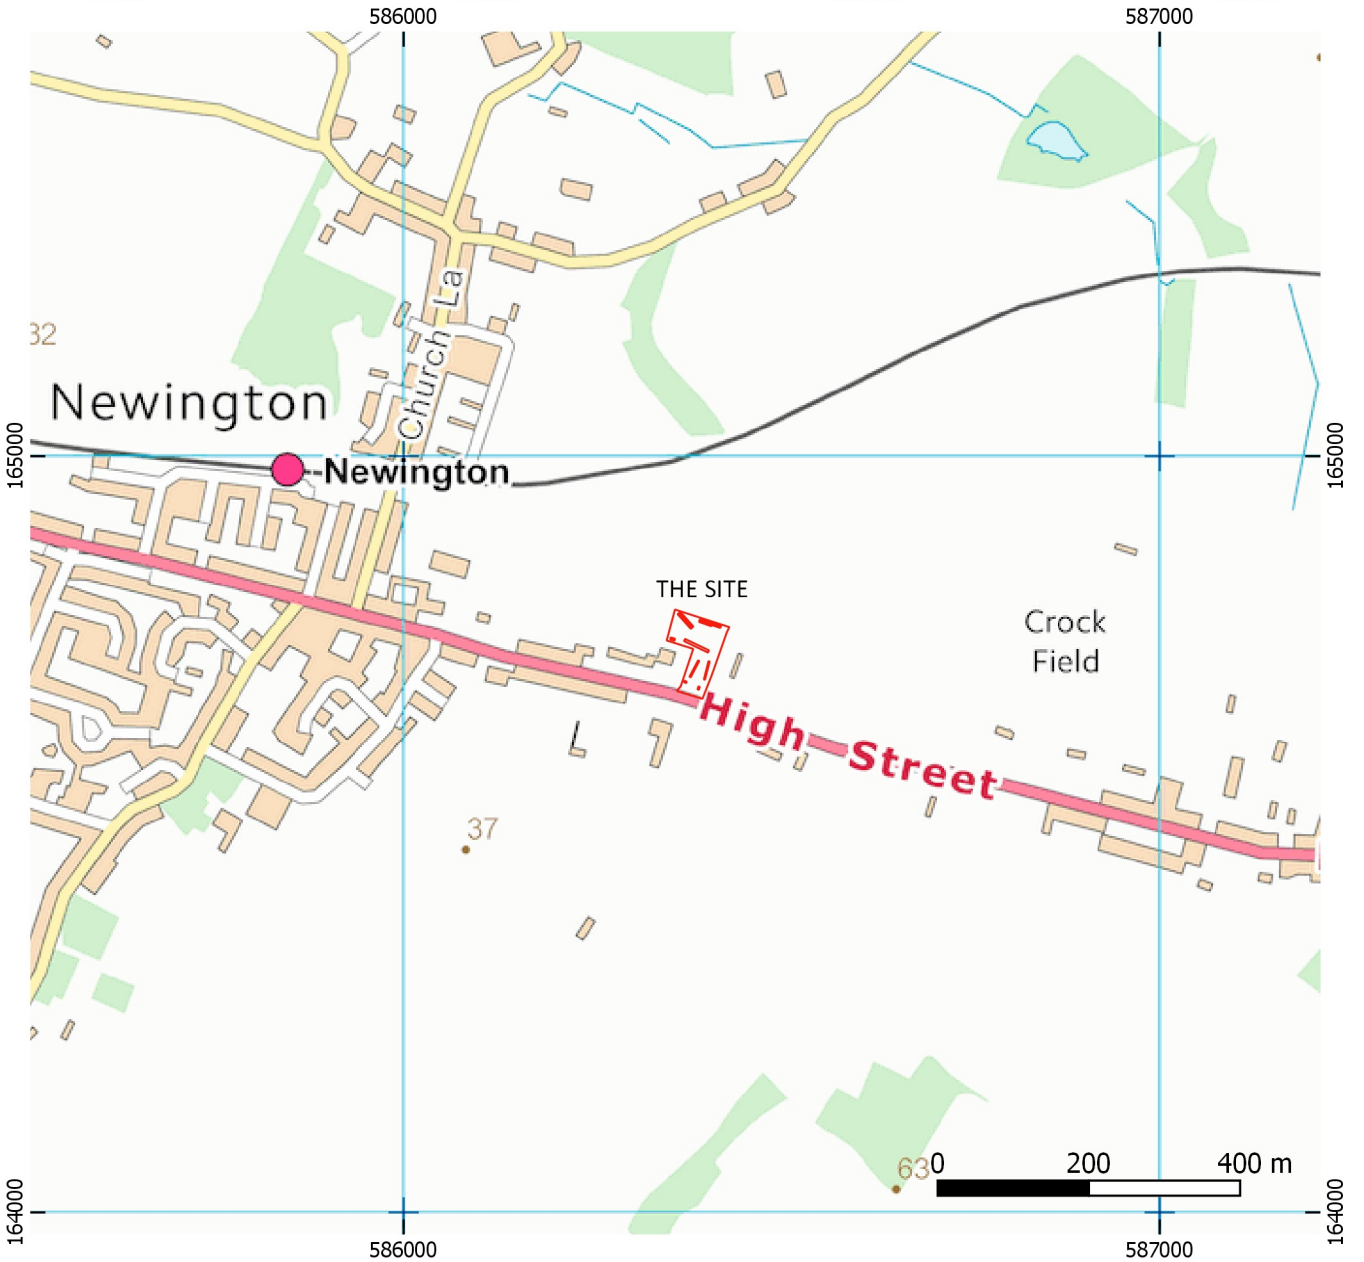 586000
587000
La
32
Church
Newington
165000
165000
Newington
THE SITE
Crock
Field
High Street
37
63
0 200 400 m
164000
164000
586000
587000